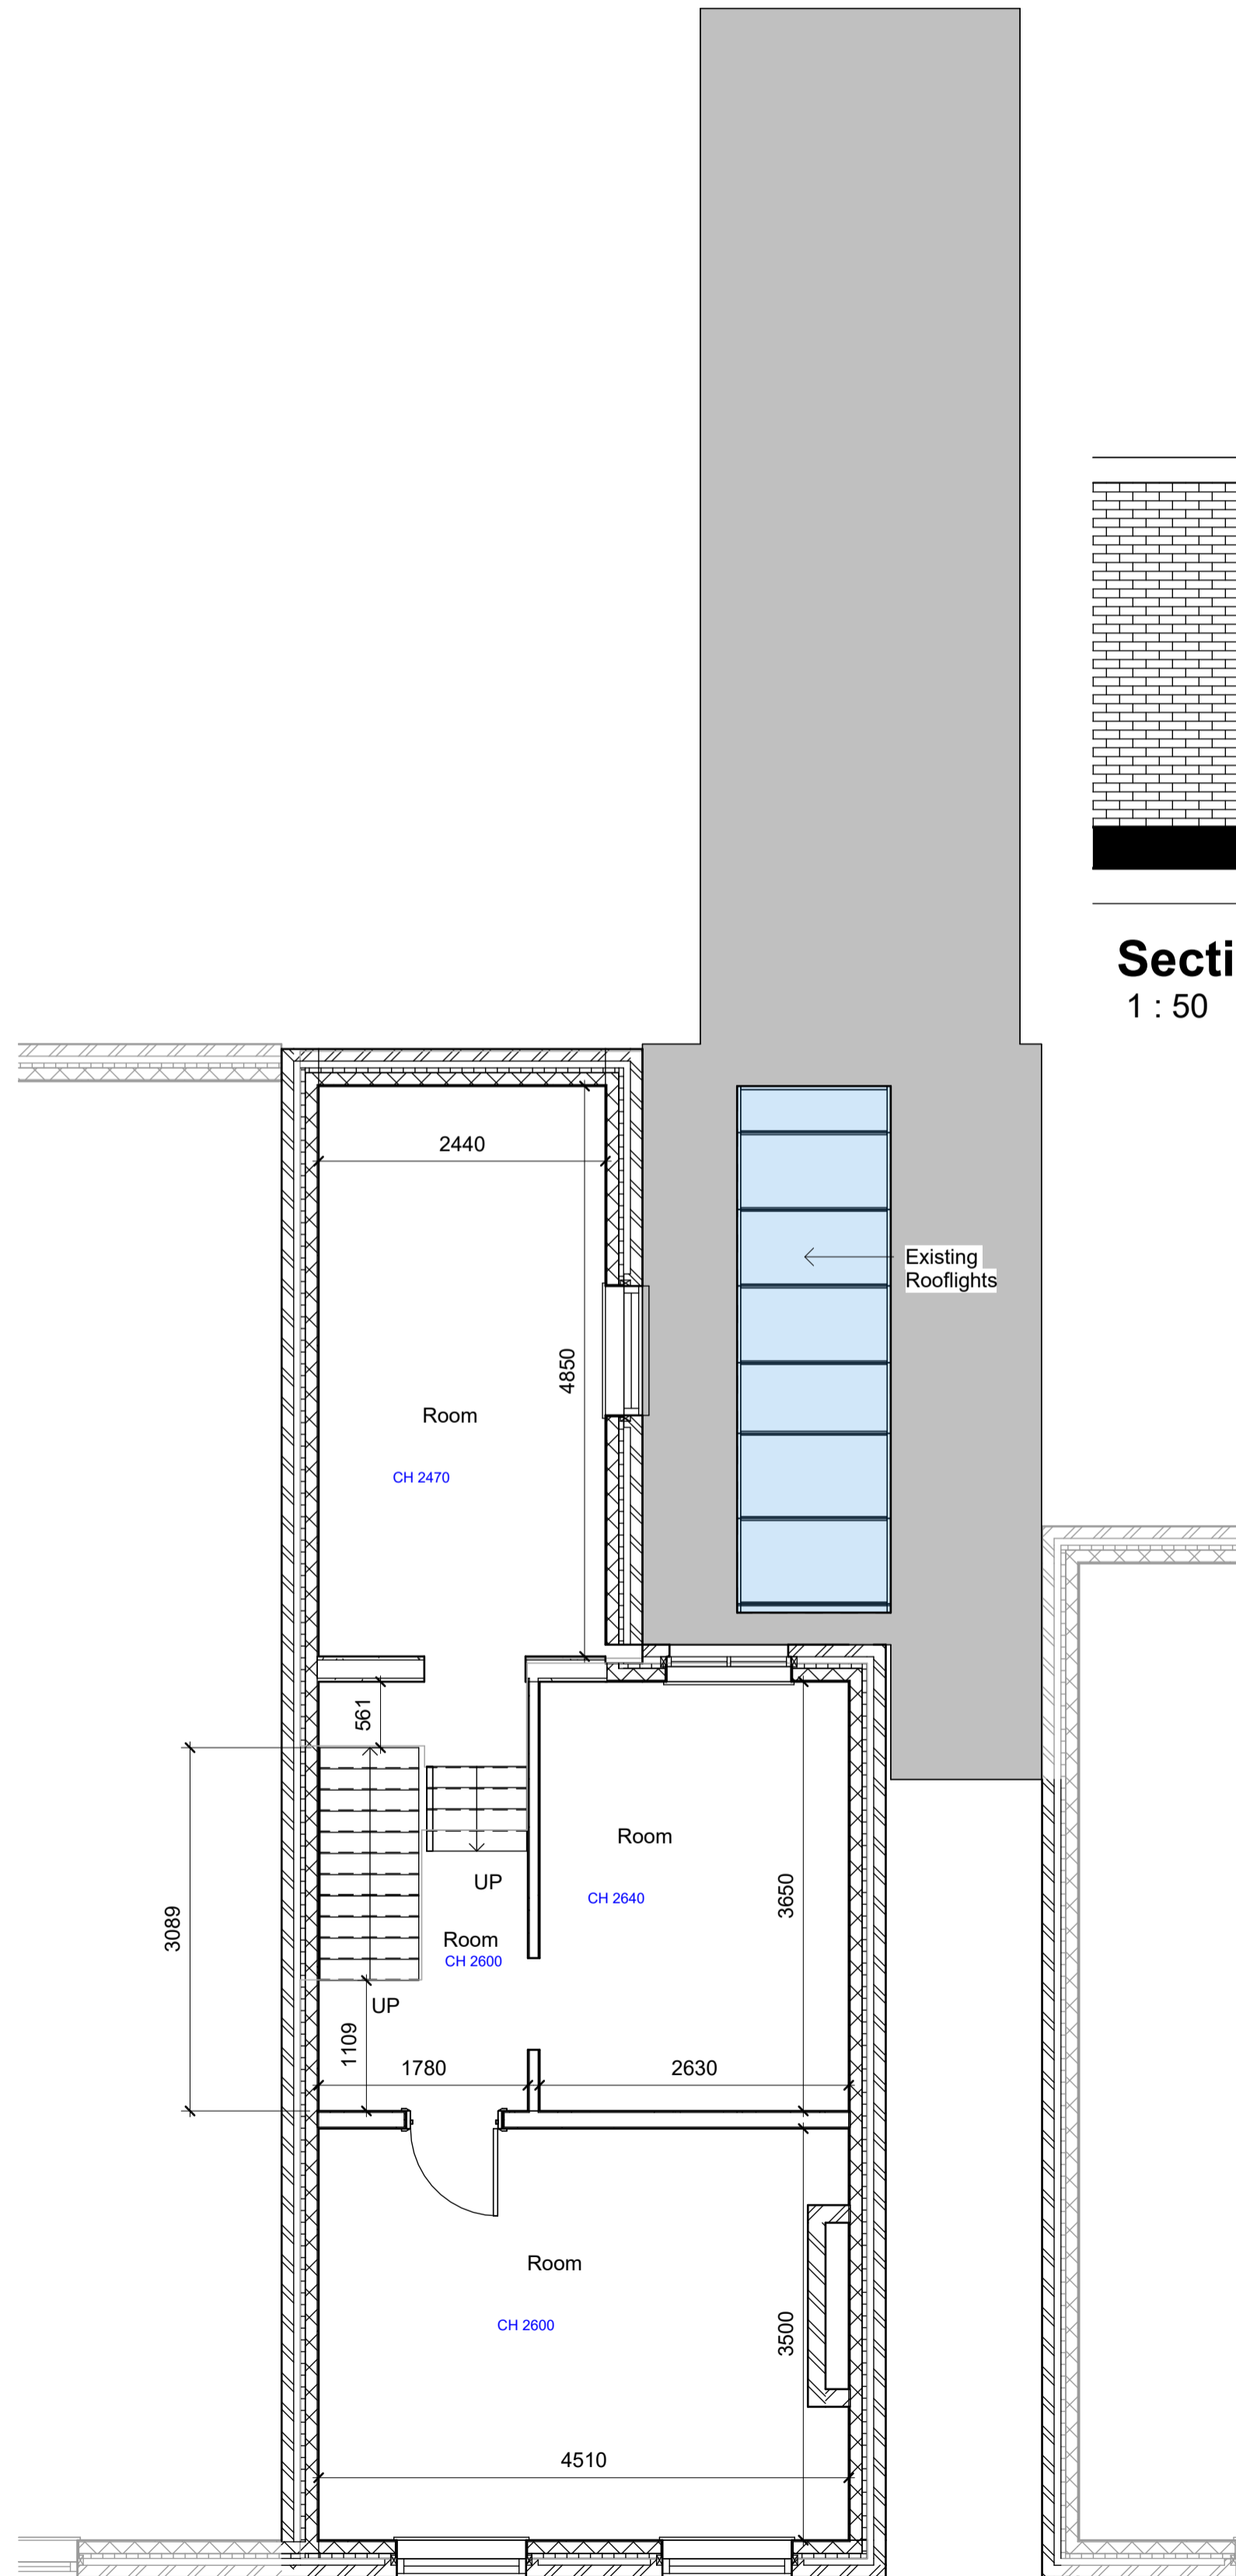 Secti
1 : 50
2440
Existing
Rooflights
4850
Room
CH 2470
561
Room
UP
CH 2640
3650
3089
Room
CH 2600
UP
1109
1780
2630
Room
CH 2600
3500
4510